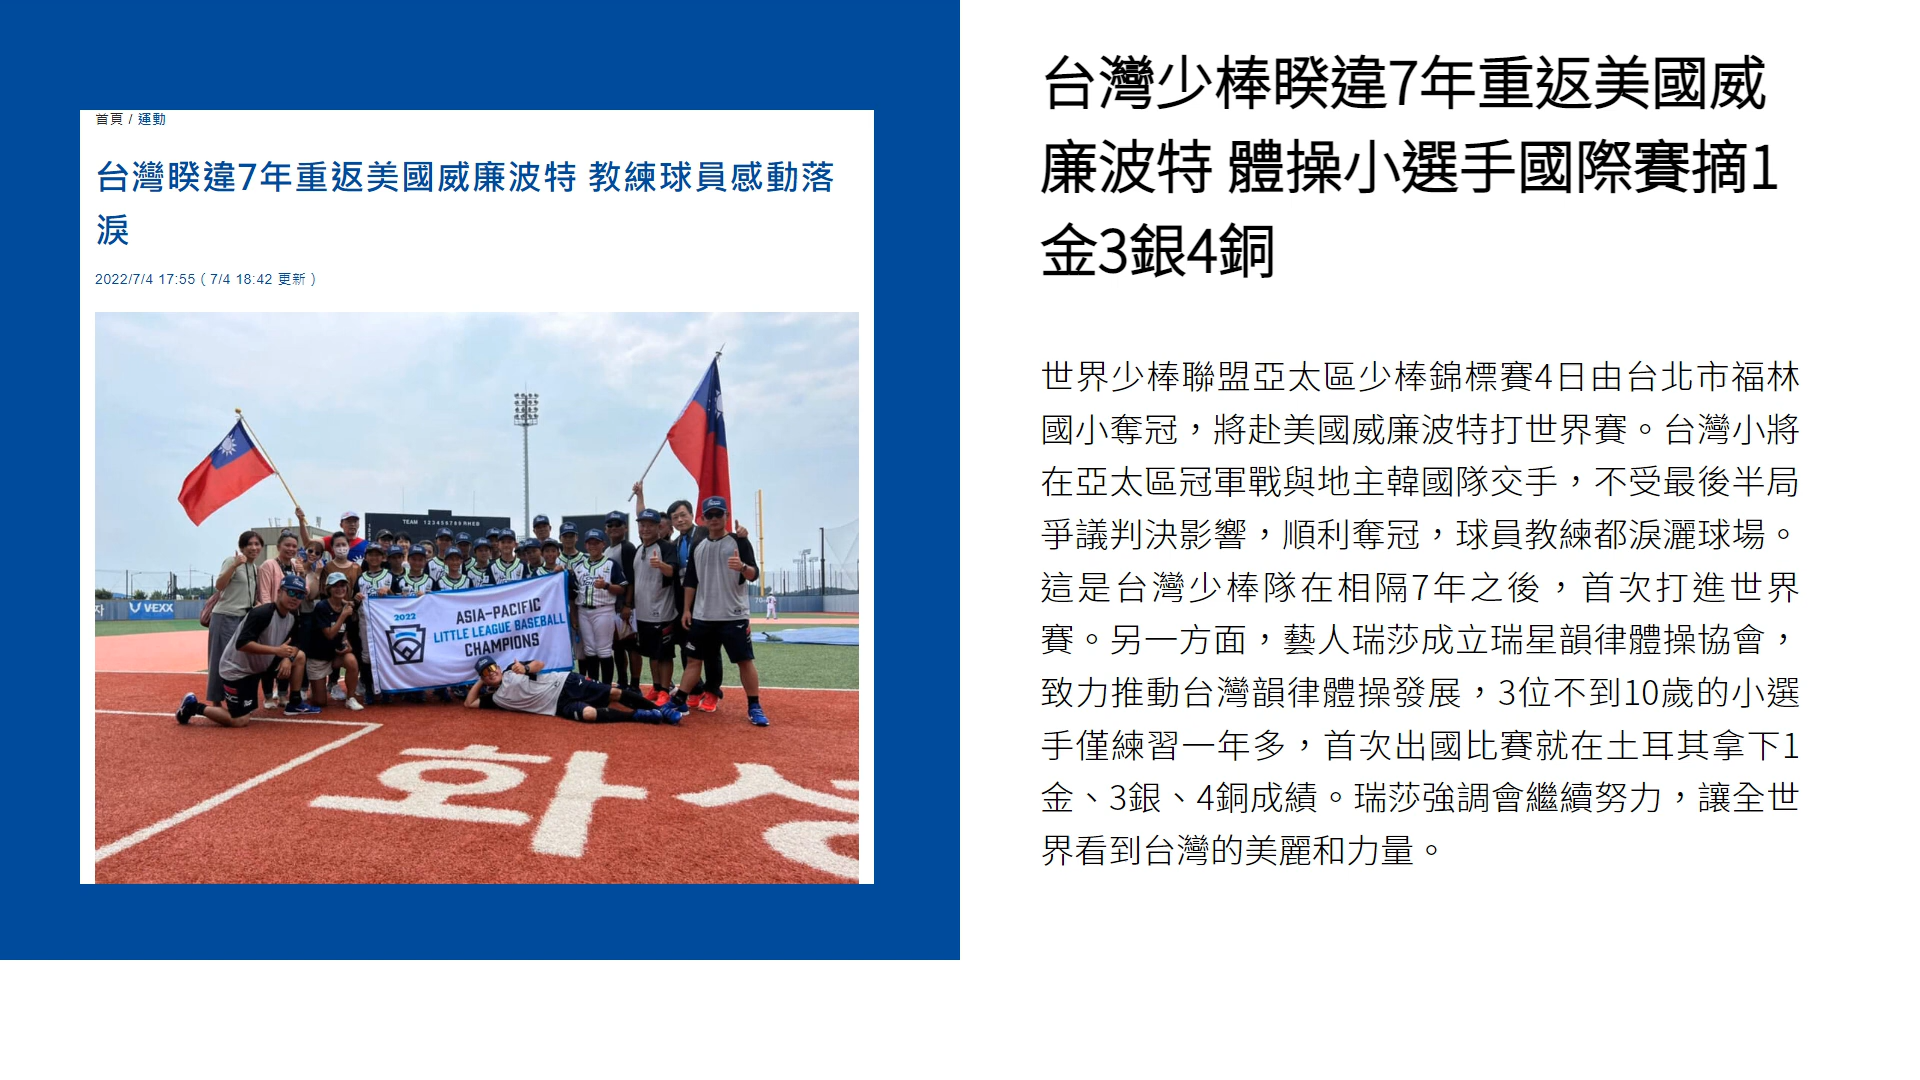 首頁 / 運動
台灣睽違7年重返美國威廉波特 教練球員感動落
淚
2022/7/4 17:55（7/4 18:42 更新）
TEAM 1 2 3 4 5 6 7 8 9 R H E B
자
VEXX
2022
ASIA-PACIFIC
LITTLE LEAGUE BASEBALL
CHAMPIONS
화성
台灣少棒睽違7年重返美國威
廉波特 體操小選手國際賽摘1
金3銀4銅
世界少棒聯盟亞太區少棒錦標賽4日由台北市福林
國小奪冠，將赴美國威廉波特打世界賽。台灣小將
在亞太區冠軍戰與地主韓國隊交手，不受最後半局
爭議判決影響，順利奪冠，球員教練都淚灑球場。
這是台灣少棒隊在相隔7年之後，首次打進世界
賽。另一方面，藝人瑞莎成立瑞星韻律體操協會，
致力推動台灣韻律體操發展，3位不到10歲的小選
手僅練習一年多，首次出國比賽就在土耳其拿下1
金、3銀、4銅成績。瑞莎強調會繼續努力，讓全世
界看到台灣的美麗和力量。